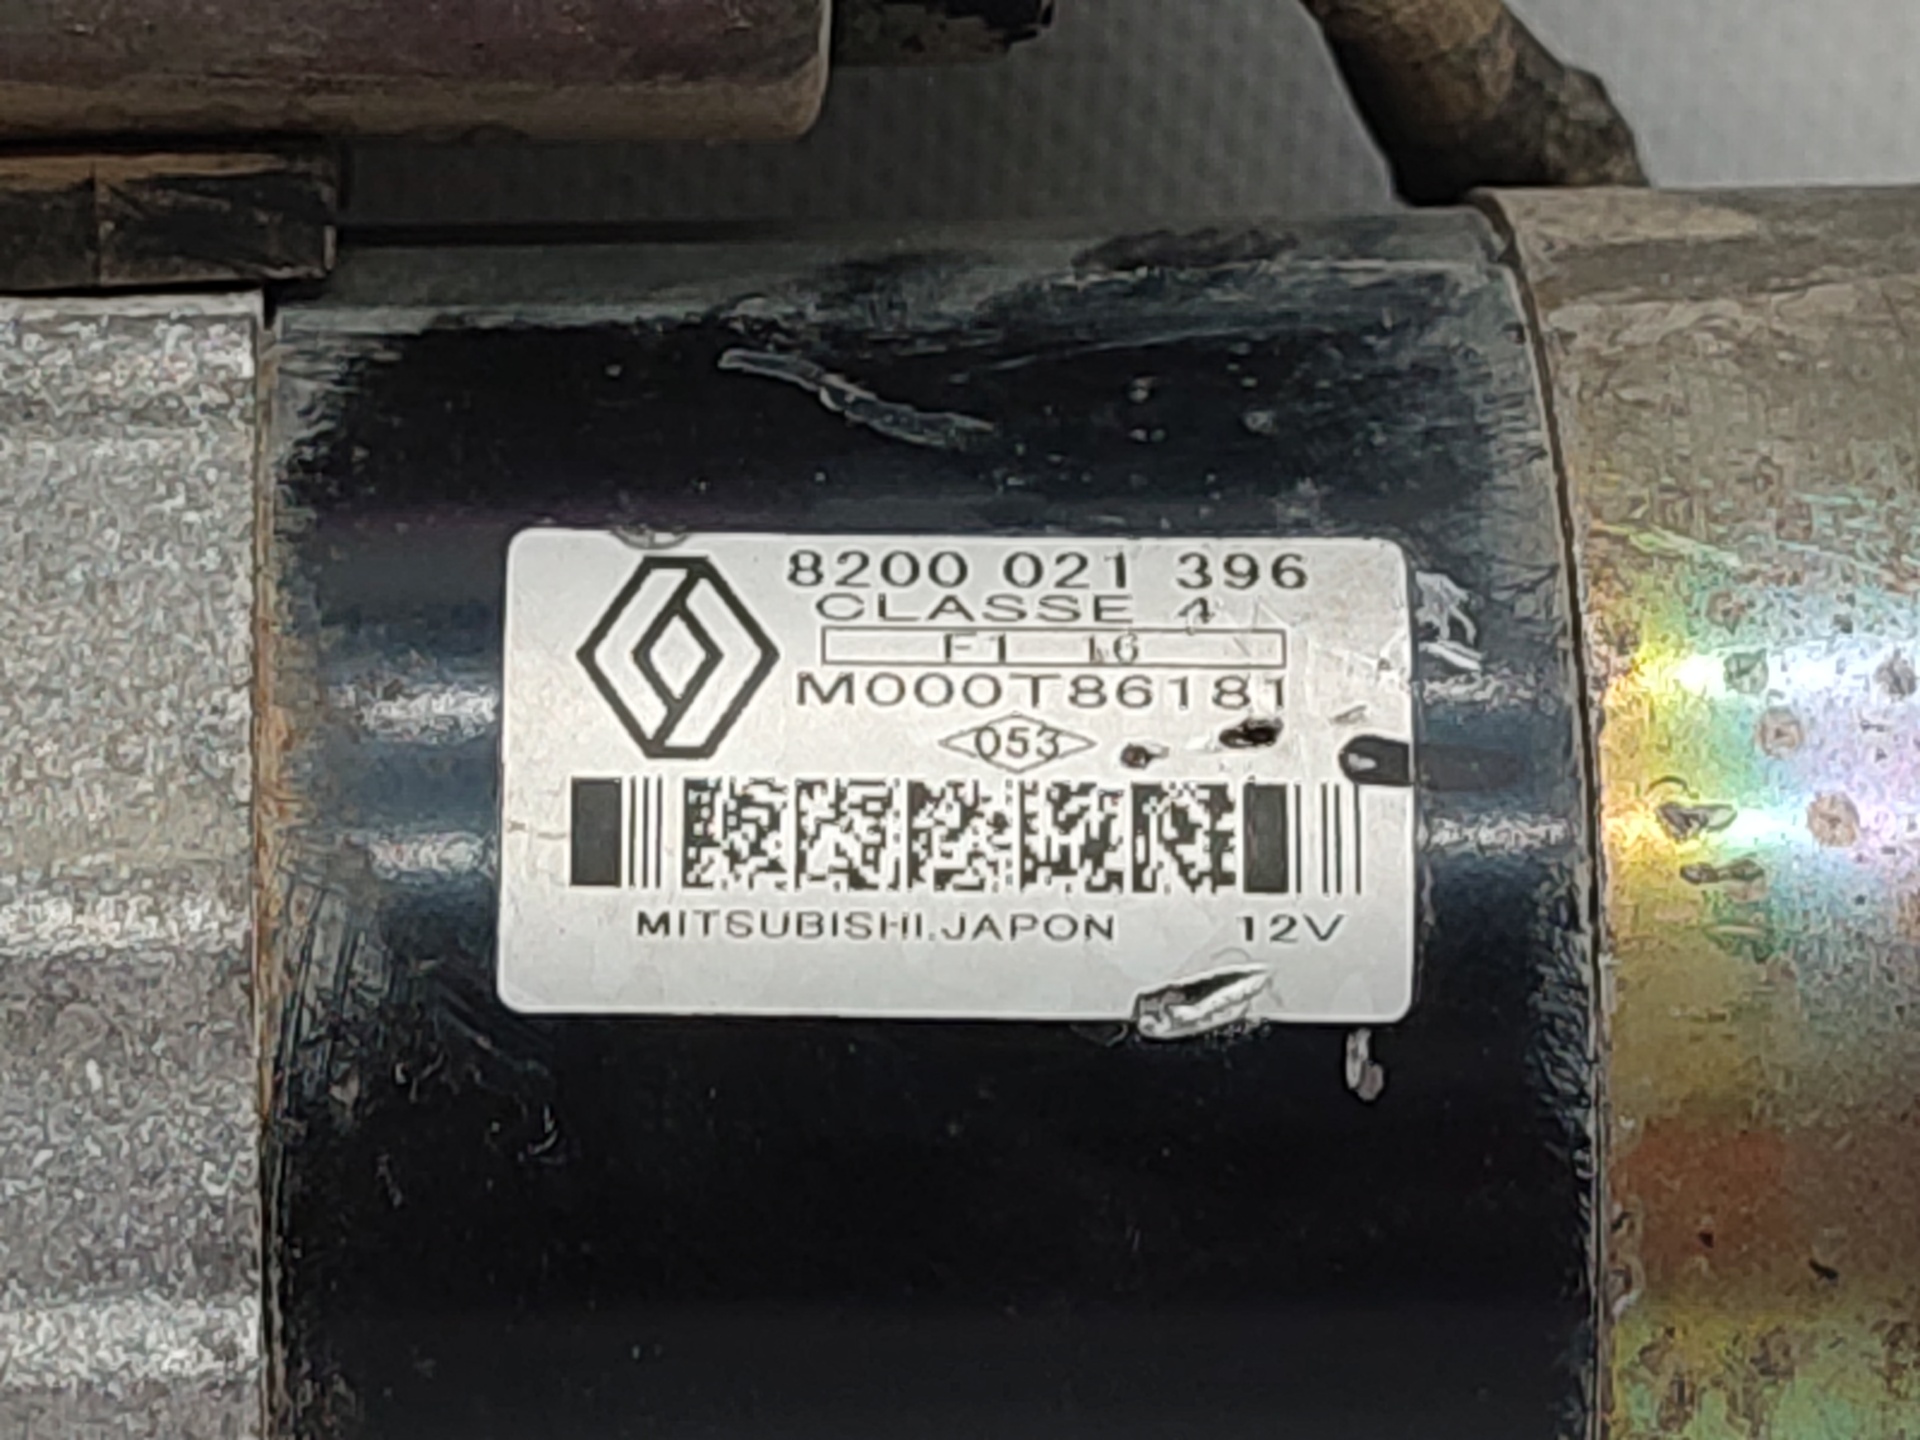 8200 021 396
CLASSE 4
F1 16
M000T86181
053
MITSUBISHI.JAPON 12V